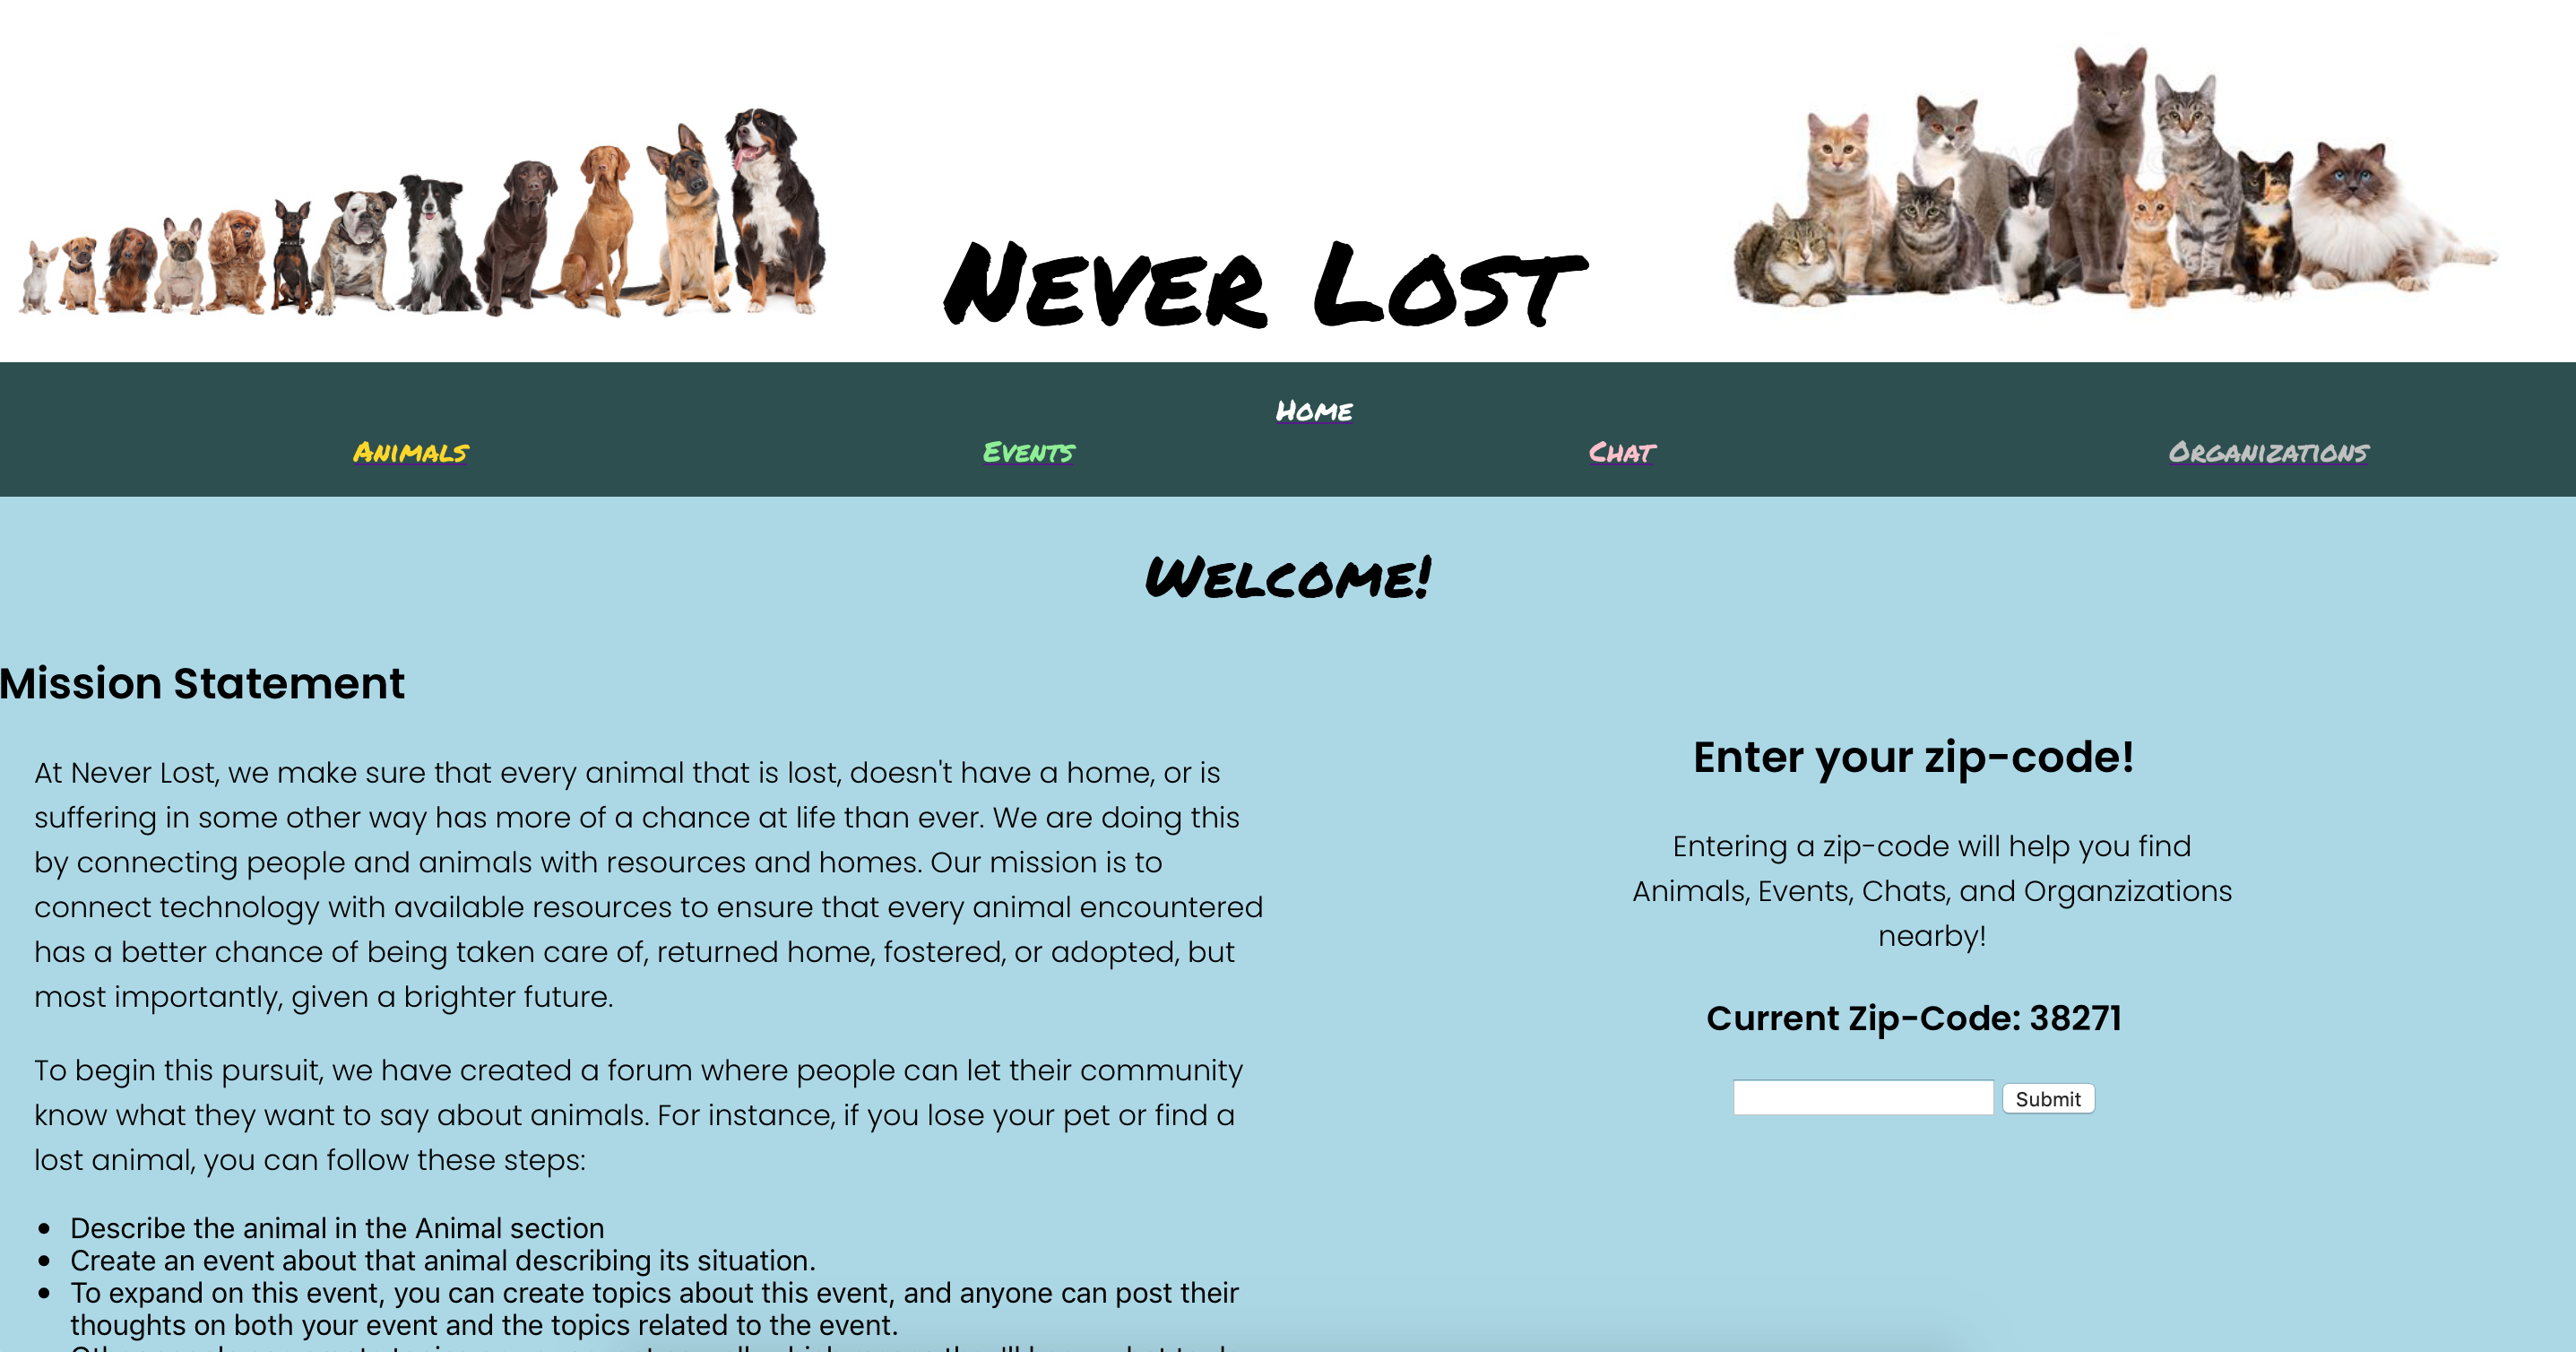 Never Lost
Home
Animals
Events
Chat
Organizations
Welcome!
Mission Statement
At Never Lost, we make sure that every animal that is lost, doesn't have a home, or is
suffering in some other way has more of a chance at life than ever. We are doing this
by connecting people and animals with resources and homes. Our mission is to
connect technology with available resources to ensure that every animal encountered
has a better chance of being taken care of, returned home, fostered, or adopted, but
most importantly, given a brighter future.
To begin this pursuit, we have created a forum where people can let their community
know what they want to say about animals. For instance, if you lose your pet or find a
lost animal, you can follow these steps:
• Describe the animal in the Animal section
• Create an event about that animal describing its situation.
• To expand on this event, you can create topics about this event, and anyone can post their
thoughts on both your event and the topics related to the event.
Enter your zip-code!
Entering a zip-code will help you find
Animals, Events, Chats, and Organzizations
nearby!
Current Zip-Code: 38271
Submit